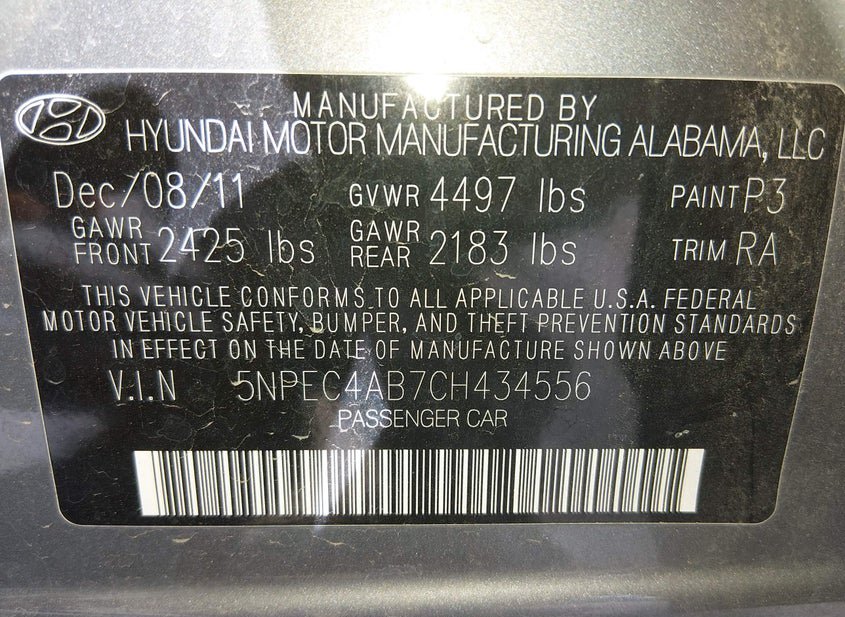 MANUFACTURED BY
HYUNDAI MOTOR MANUFACTURING ALABAMA, LLC
Dec/08/11 GVWR 4497 lbs PAINT P3
GAWR FRONT 2425 lbs GAWR REAR 2183 lbs TRIM RA
THIS VEHICLE CONFORMS TO ALL APPLICABLE U.S.A. FEDERAL
MOTOR VEHICLE SAFETY, BUMPER, AND THEFT PREVENTION STANDARDS
IN EFFECT ON THE DATE OF MANUFACTURE SHOWN ABOVE
V.I.N 5NPEC4AB7CH434556
PASSENGER CAR